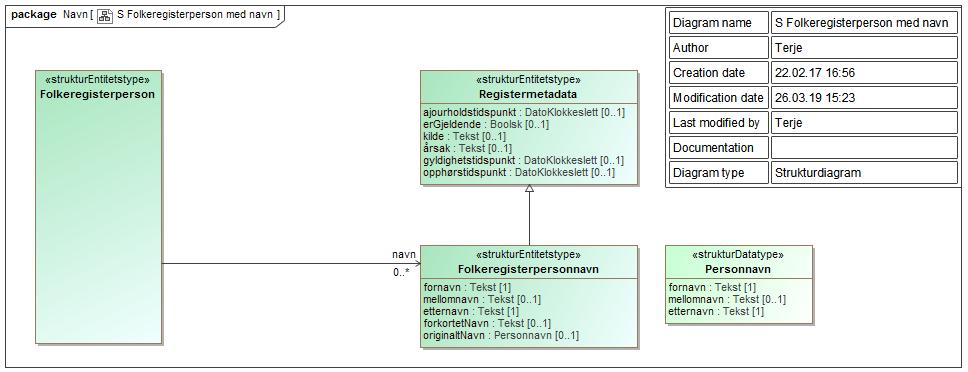 package Navn [ S Folkeregisterperson med navn ]
Diagram name S Folkeregisterperson med navn
Author Terje
Creation date 22.02.17 16:56
Modification date 26.03.19 15:23
Last modified by Terje
Documentation
Diagram type Strukturdiagram
«strukturEntitetstype»
Folkeregisterperson
«strukturEntitetstype»
Registermetadata
ajourholdstidspunkt : DatoKlokkeslett [0..1]
erGjeldende : Boolsk [0..1]
kilde : Tekst [0..1]
årsak : Tekst [0..1]
gyldighetstidspunkt : DatoKlokkeslett [0..1]
opphørstidspunkt : DatoKlokkeslett [0..1]
navn
0..*
«strukturEntitetstype»
Folkeregisterpersonnavn
fornavn : Tekst [1]
mellomnavn : Tekst [0..1]
etternavn : Tekst [1]
forkortetNavn : Tekst [0..1]
originaltNavn : Personnavn [0..1]
«strukturDatatype»
Personnavn
fornavn : Tekst [1]
mellomnavn : Tekst [0..1]
etternavn : Tekst [1]